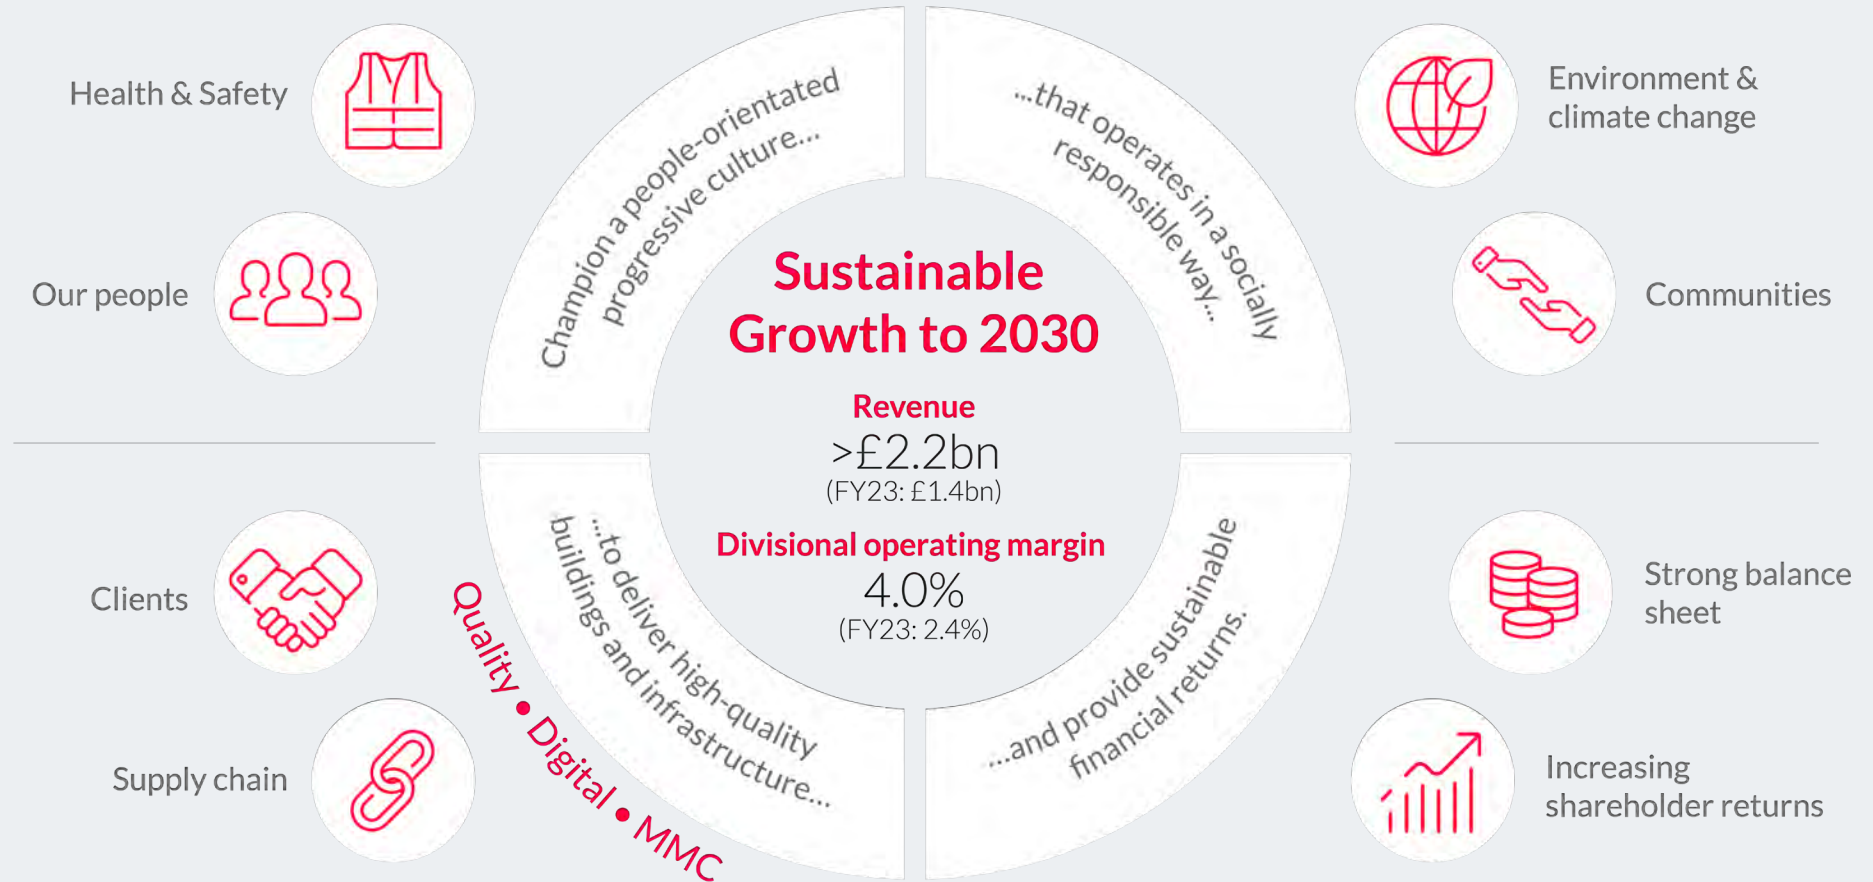 Health & Safety
Our people
Champion a people-orientated
progressive culture...
...that operates in a socially
responsible way...
Environment &
climate change
Communities
Sustainable
Growth to 2030
Revenue
>£2.2bn
(FY23: £1.4bn)
Divisional operating margin
4.0%
(FY23: 2.4%)
Clients
Supply chain
...to deliver high-quality
buildings and infrastructure...
Quality • Digital • MMC
...and provide sustainable
financial returns.
Strong balance
sheet
Increasing
shareholder returns